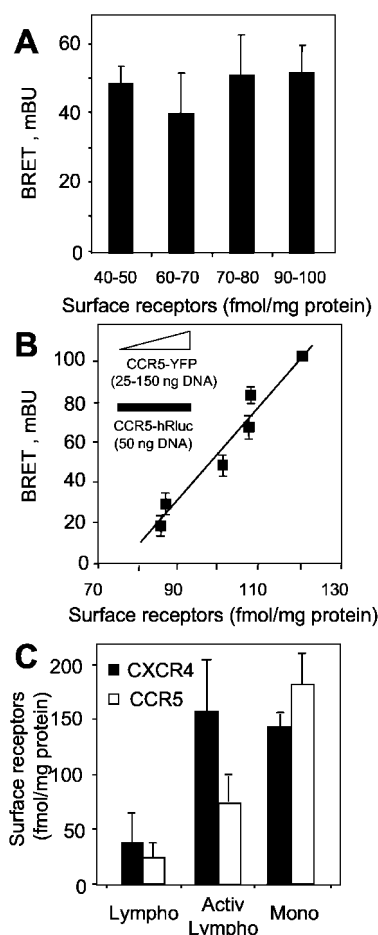 A
BRET , mBU
60
40
20
0
40-50 60-70 70-80 90-100
Surface receptors (fmol/mg protein)
B
BRET , mBU
100
80
60
40
20
0
CCR5-YFP
(25-150 ng DNA)
CCR5-hRluc
(50 ng DNA)
70 90 110 130
Surface receptors (fmol/mg protein)
C
Surface receptors
(fmol/mg protein)
200
150
100
50
0
CXCR4
CCR5
Lympho Activ Lympho Mono